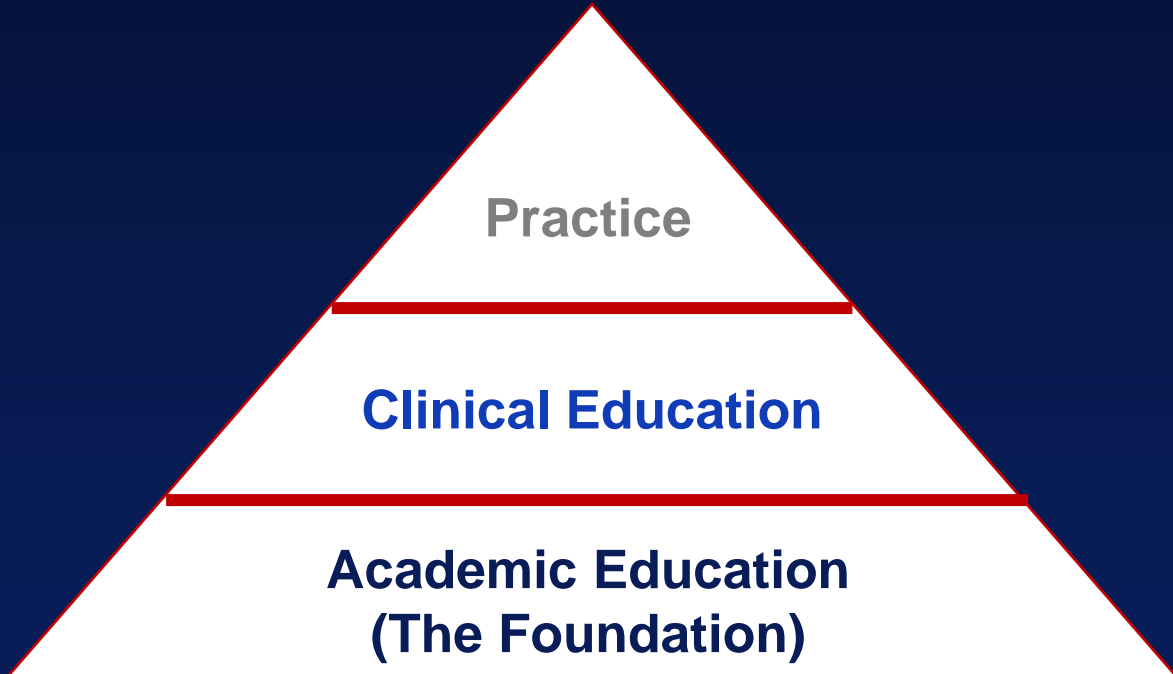 Practice
Clinical Education
Academic Education
(The Foundation)